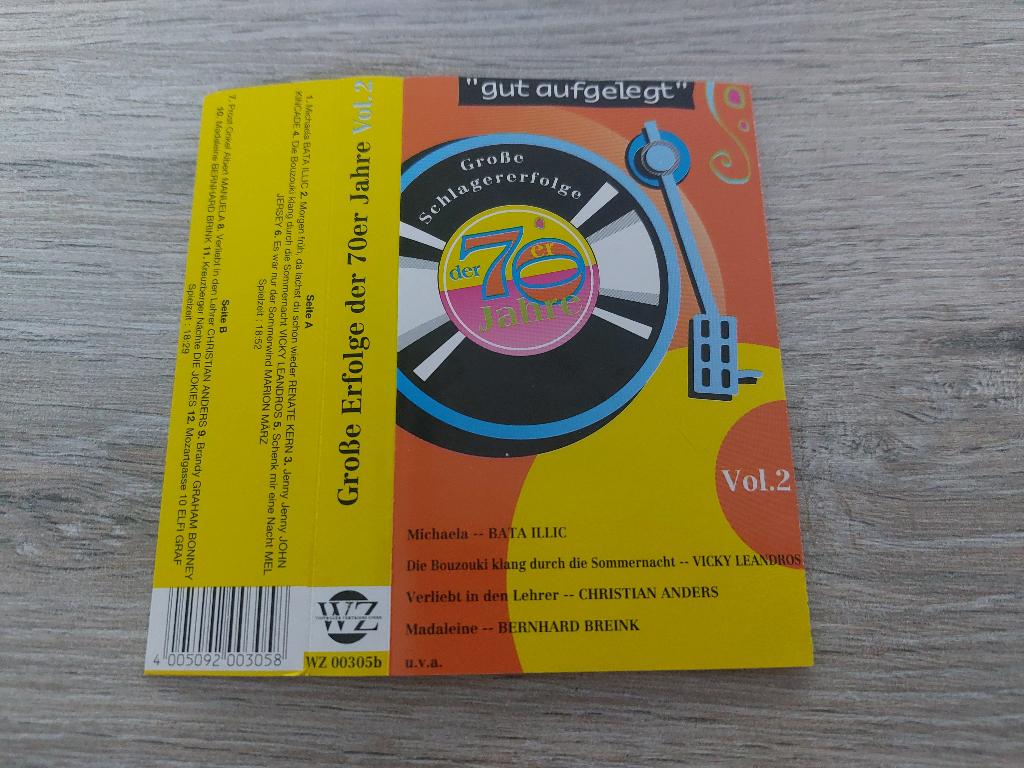 "gut aufgelegt"
Große
Schlagererfolge
der 70er
Jahre
Vol.2
Michaela -- BATA ILLIC
Die Bouzouki klang durch die Sommernacht -- VICKY LEANDROS
Verliebt in den Lehrer -- CHRISTIAN ANDERS
Madaleine -- BERNHARD BREINK
u.v.a.
Große Erfolge der 70er Jahre Vol.2
WZ
WZ 00305b
Seite A
1. Michaela BATA ILLIC 2. Morgen früh, da lachst du schon wieder RENATE KERN 3. Jenny Jenny JOHN
KINCADE 4. Die Bouzouki klang durch die Sommernacht VICKY LEANDROS 5. Schenk mir eine Nacht MEL
JERSEY 6. Es war nur der Sommerwind MARION MÄRZ
Spielzeit : 18:52
Seite B
7. Prost Onkel Albert MANUELA 8. Verliebt in den Lehrer CHRISTIAN ANDERS 9. Brandy GRAHAM BONNEY
10. Madaleine BERNHARD BRINK 11. Kreuzberger Nächte DIE JOKIES 12. Mozartgasse 10 ELFI GRAF
Spielzeit : 18:29
4 005092 003058